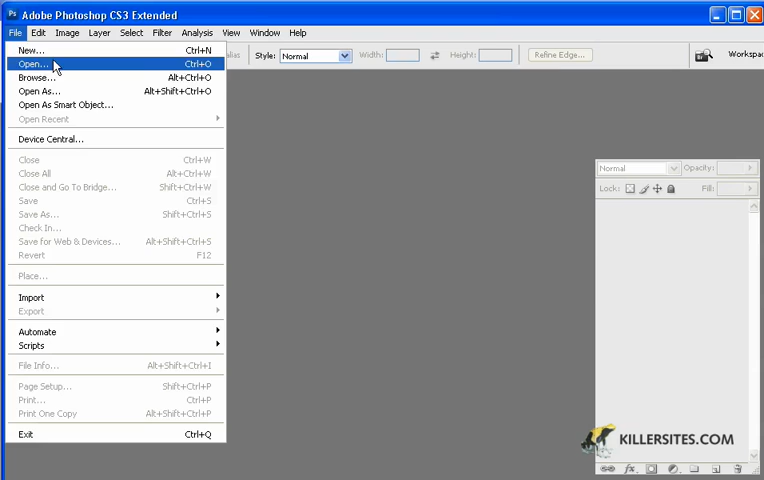 Ps Adobe Photoshop CS3 Extended
File Edit Image Layer Select Filter Analysis View Window Help
alias Style: Normal Width: Height: Refine Edge... Workspa
New... Ctrl+N
Open... Ctrl+O
Browse... Alt+Ctrl+O
Open As... Alt+Shift+Ctrl+O
Open As Smart Object...
Open Recent
Device Central...
Close Ctrl+W
Close All Alt+Ctrl+W
Close and Go To Bridge... Shift+Ctrl+W
Save Ctrl+S
Save As... Shift+Ctrl+S
Check In...
Save for Web & Devices... Alt+Shift+Ctrl+S
Revert F12
Place...
Import
Export
Automate
Scripts
File Info... Alt+Shift+Ctrl+I
Page Setup... Shift+Ctrl+P
Print... Ctrl+P
Print One Copy Alt+Shift+Ctrl+P
Exit Ctrl+Q
Normal Opacity:
Lock: Fill:
KILLERSITES.COM
fx